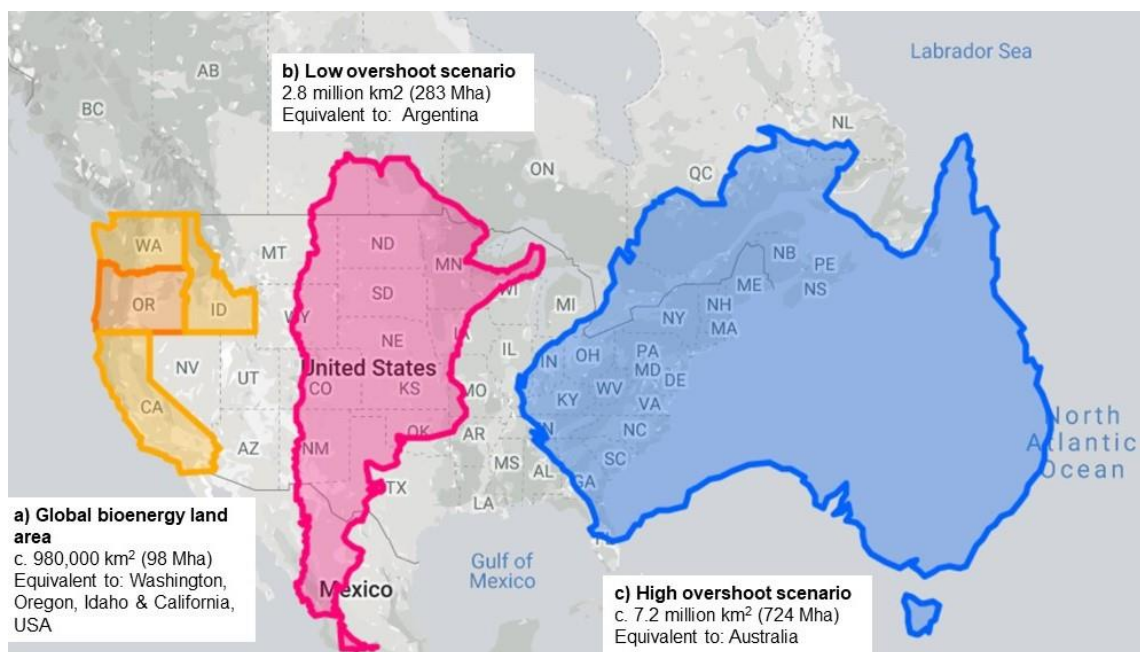 Labrador Sea
b) Low overshoot scenario
2.8 million km2 (283 Mha)
Equivalent to:  Argentina
AB
BC
ON
QC
NL
WA
MT
ND
MN
NB
PE
NS
ME
OR
ID
WY
SD
WI
MI
NH
MA
NY
NE
IA
IL
IN
OH
PA
MD
DE
NV
UT
United States
CO
KS
MO
KY
WV
VA
CA
AZ
NM
OK
AR
NC
SC
MS
AL
GA
TX
LA
North
Atlantic
Ocean
a) Global bioenergy land
area
c. 980,000 km² (98 Mha)
Equivalent to: Washington,
Oregon, Idaho & California,
USA
Gulf of
Mexico
Mexico
c) High overshoot scenario
c. 7.2 million km² (724 Mha)
Equivalent to: Australia